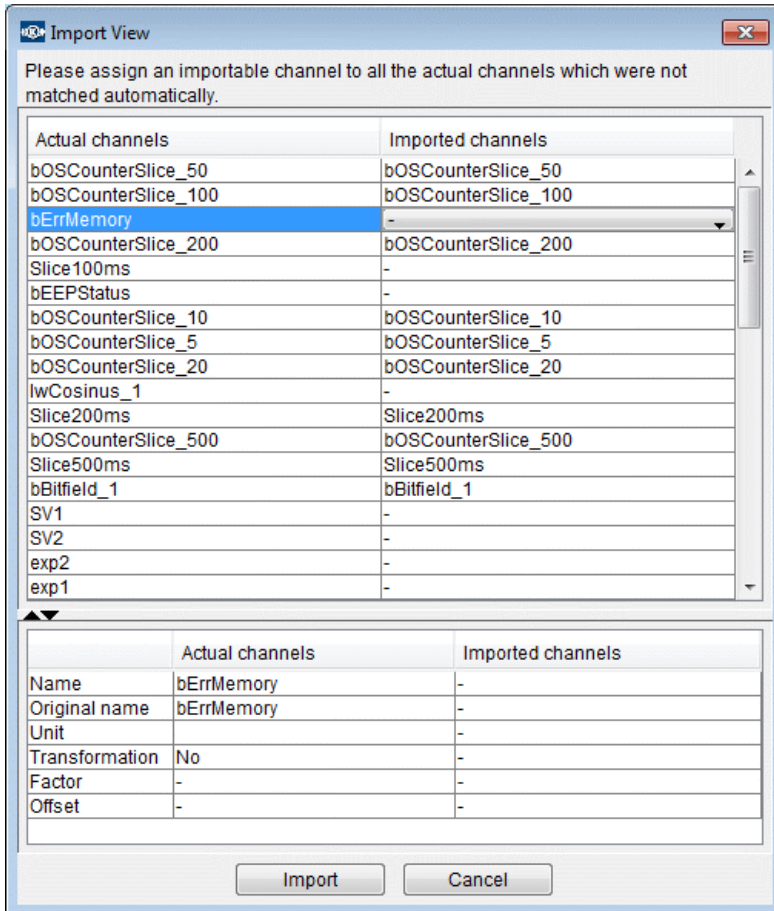 Import View
Please assign an importable channel to all the actual channels which were not
matched automatically.
Actual channels Imported channels
bOSCounterSlice_50 bOSCounterSlice_50
bOSCounterSlice_100 bOSCounterSlice_100
bErrMemory -
bOSCounterSlice_200 bOSCounterSlice_200
Slice100ms -
bEEPStatus -
bOSCounterSlice_10 bOSCounterSlice_10
bOSCounterSlice_5 bOSCounterSlice_5
bOSCounterSlice_20 bOSCounterSlice_20
lwCosinus_1 -
Slice200ms Slice200ms
bOSCounterSlice_500 bOSCounterSlice_500
Slice500ms Slice500ms
bBitfield_1 bBitfield_1
SV1 -
SV2 -
exp2 -
exp1 -
Actual channels Imported channels
Name bErrMemory -
Original name bErrMemory -
Unit -
Transformation No -
Factor - -
Offset - -
Import Cancel